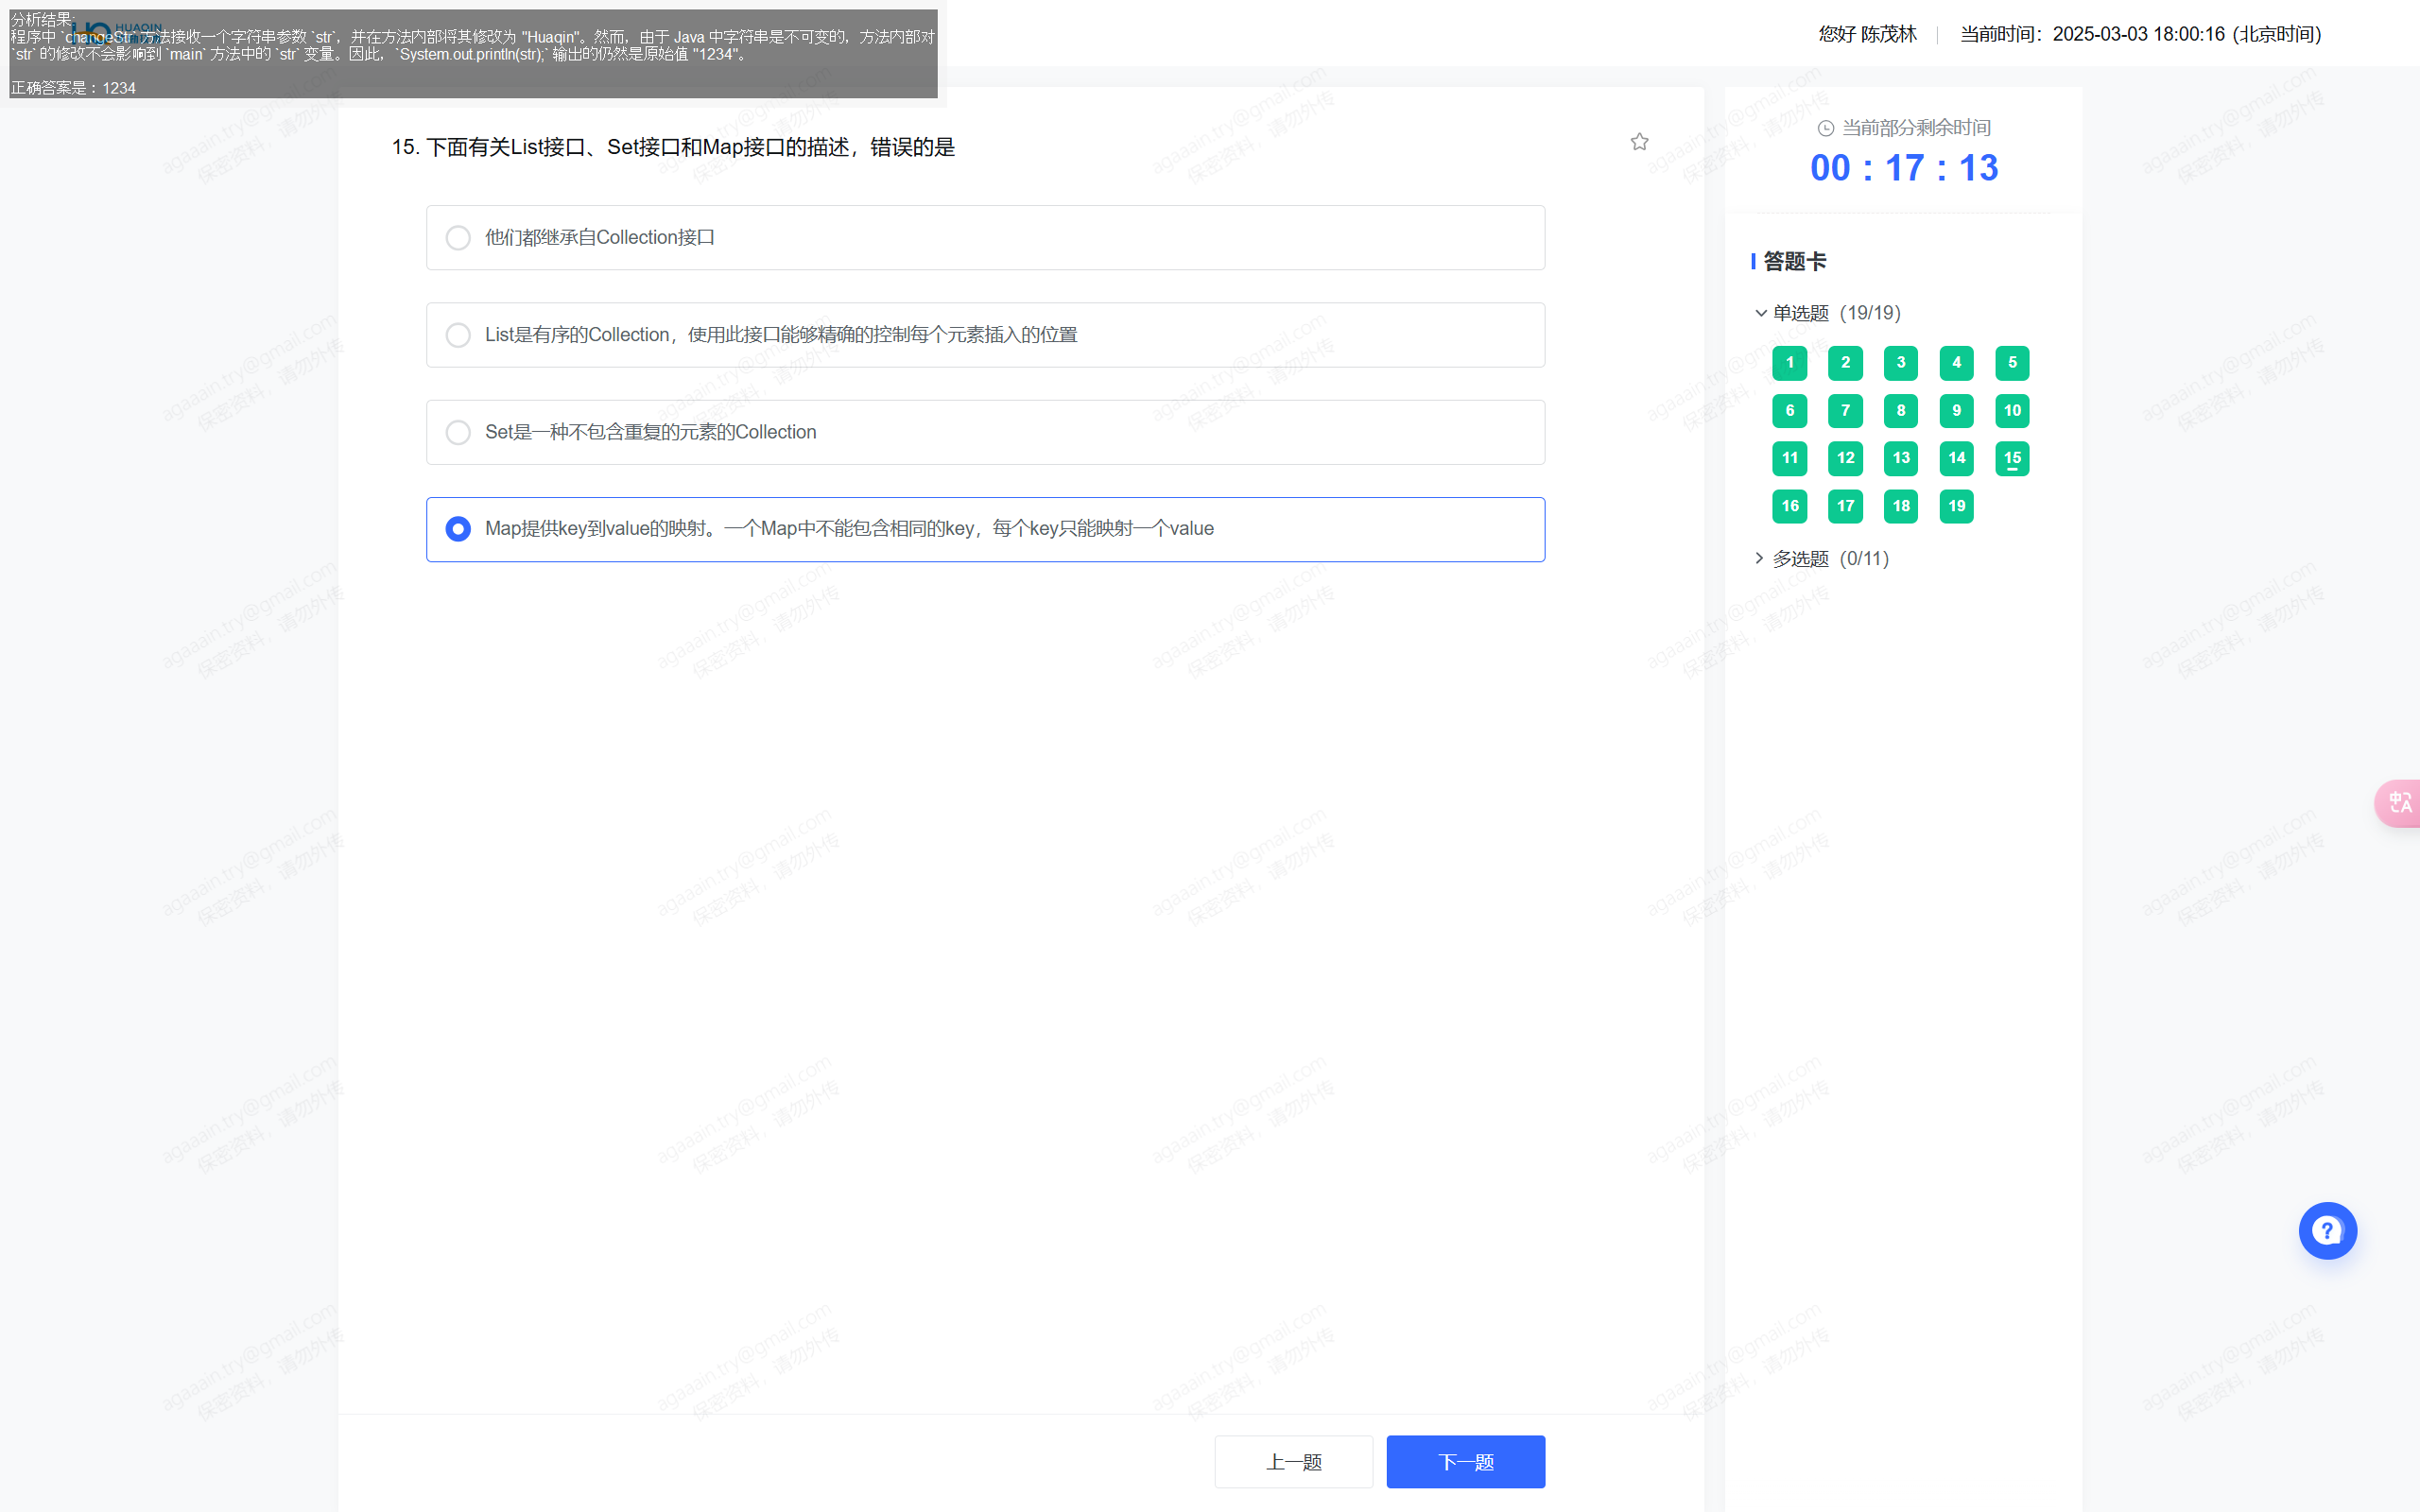 分析结果:
程序中 `changeStr` 方法接收一个字符串参数 `str`，并在方法内部将其修改为 "Huaqin"。然而，由于 Java 中字符串是不可变的，方法内部对
`str` 的修改不会影响到 `main` 方法中的 `str` 变量。因此，`System.out.println(str);` 输出的仍然是原始值 "1234"。
正确答案是：1234
HUAQIN
您好 陈茂林
当前时间：2025-03-03 18:00:16 (北京时间)
15. 下面有关List接口、Set接口和Map接口的描述，错误的是
他们都继承自Collection接口
List是有序的Collection，使用此接口能够精确的控制每个元素插入的位置
Set是一种不包含重复的元素的Collection
Map提供key到value的映射。一个Map中不能包含相同的key，每个key只能映射一个value
上一题
下一题
当前部分剩余时间
00 : 17 : 13
答题卡
单选题（19/19）
1 2 3 4 5
6 7 8 9 10
11 12 13 14 15
16 17 18 19
多选题（0/11）
agaaain.try@gmail.com
保密资料，请勿外传